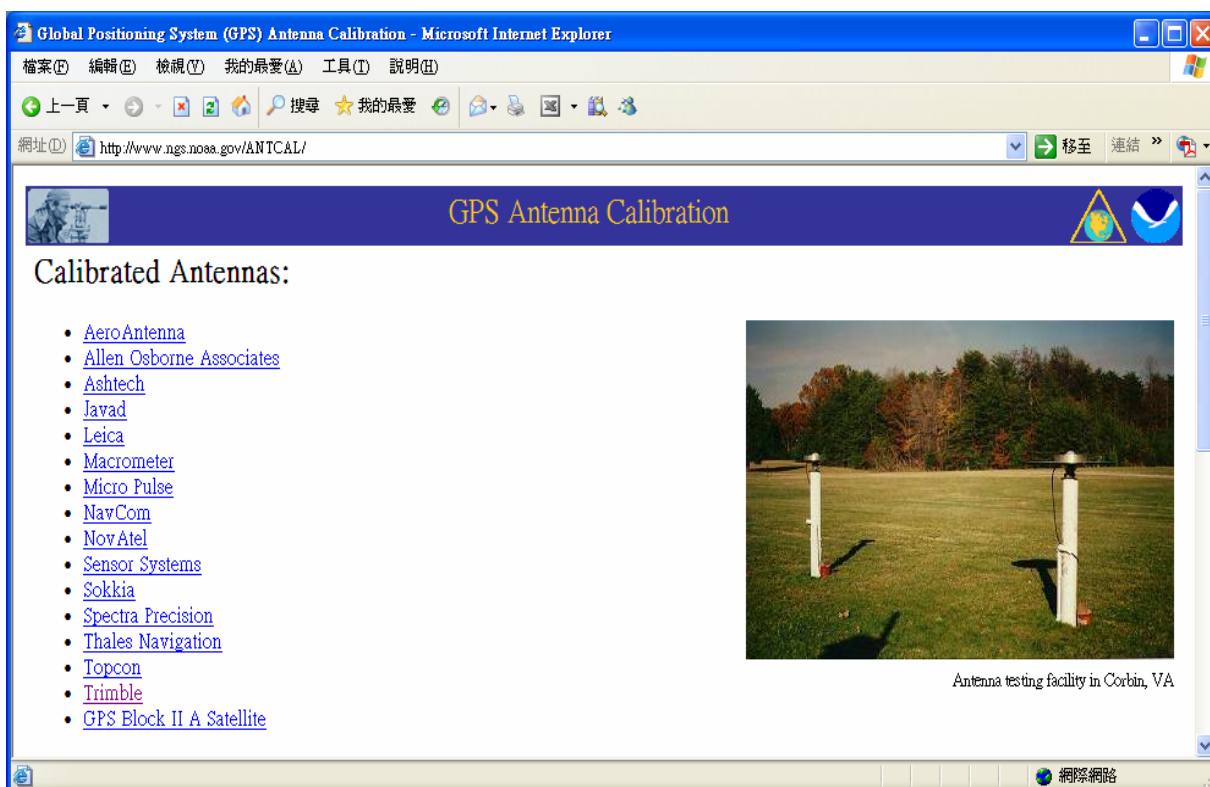 Global Positioning System (GPS) Antenna Calibration - Microsoft Internet Explorer
檔案(F) 編輯(E) 檢視(V) 我的最愛(A) 工具(T) 說明(H)
上一頁 搜尋 我的最愛
網址(D) http://www.ngs.noaa.gov/ANTCAL/ 移至 連結 »
GPS Antenna Calibration
Calibrated Antennas:
• AeroAntenna
• Allen Osborne Associates
• Ashtech
• Javad
• Leica
• Macrometer
• Micro Pulse
• NavCom
• NovAtel
• Sensor Systems
• Sokkia
• Spectra Precision
• Thales Navigation
• Topcon
• Trimble
• GPS Block II A Satellite
Antenna testing facility in Corbin, VA
網際網路